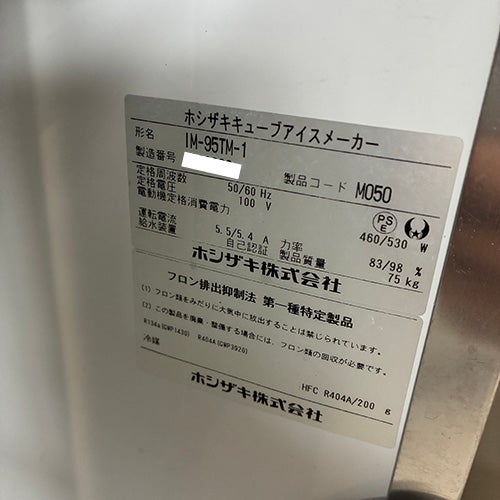 ホシザキキューブアイスメーカー
形名 IM-95TM-1
製造番号 製品コード M050
定格周波数 50/60 Hz
定格電圧 100 V
電動機定格消費電力 460/530 W
運転電流 5.5/5.4 A 力率 83/98 %
給水装置 自己認証 製品質量 75 kg
PS E
ホシザキ株式会社
フロン排出抑制法 第一種特定製品
(1) フロン類をみだりに大気中に放出することは禁じられています。
(2) この製品を廃棄・整備する場合には、フロン類の回収が必要です。
R134a(GWP1430) R404A(GWP3920)
冷媒 HFC R404A/200 g
ホシザキ株式会社